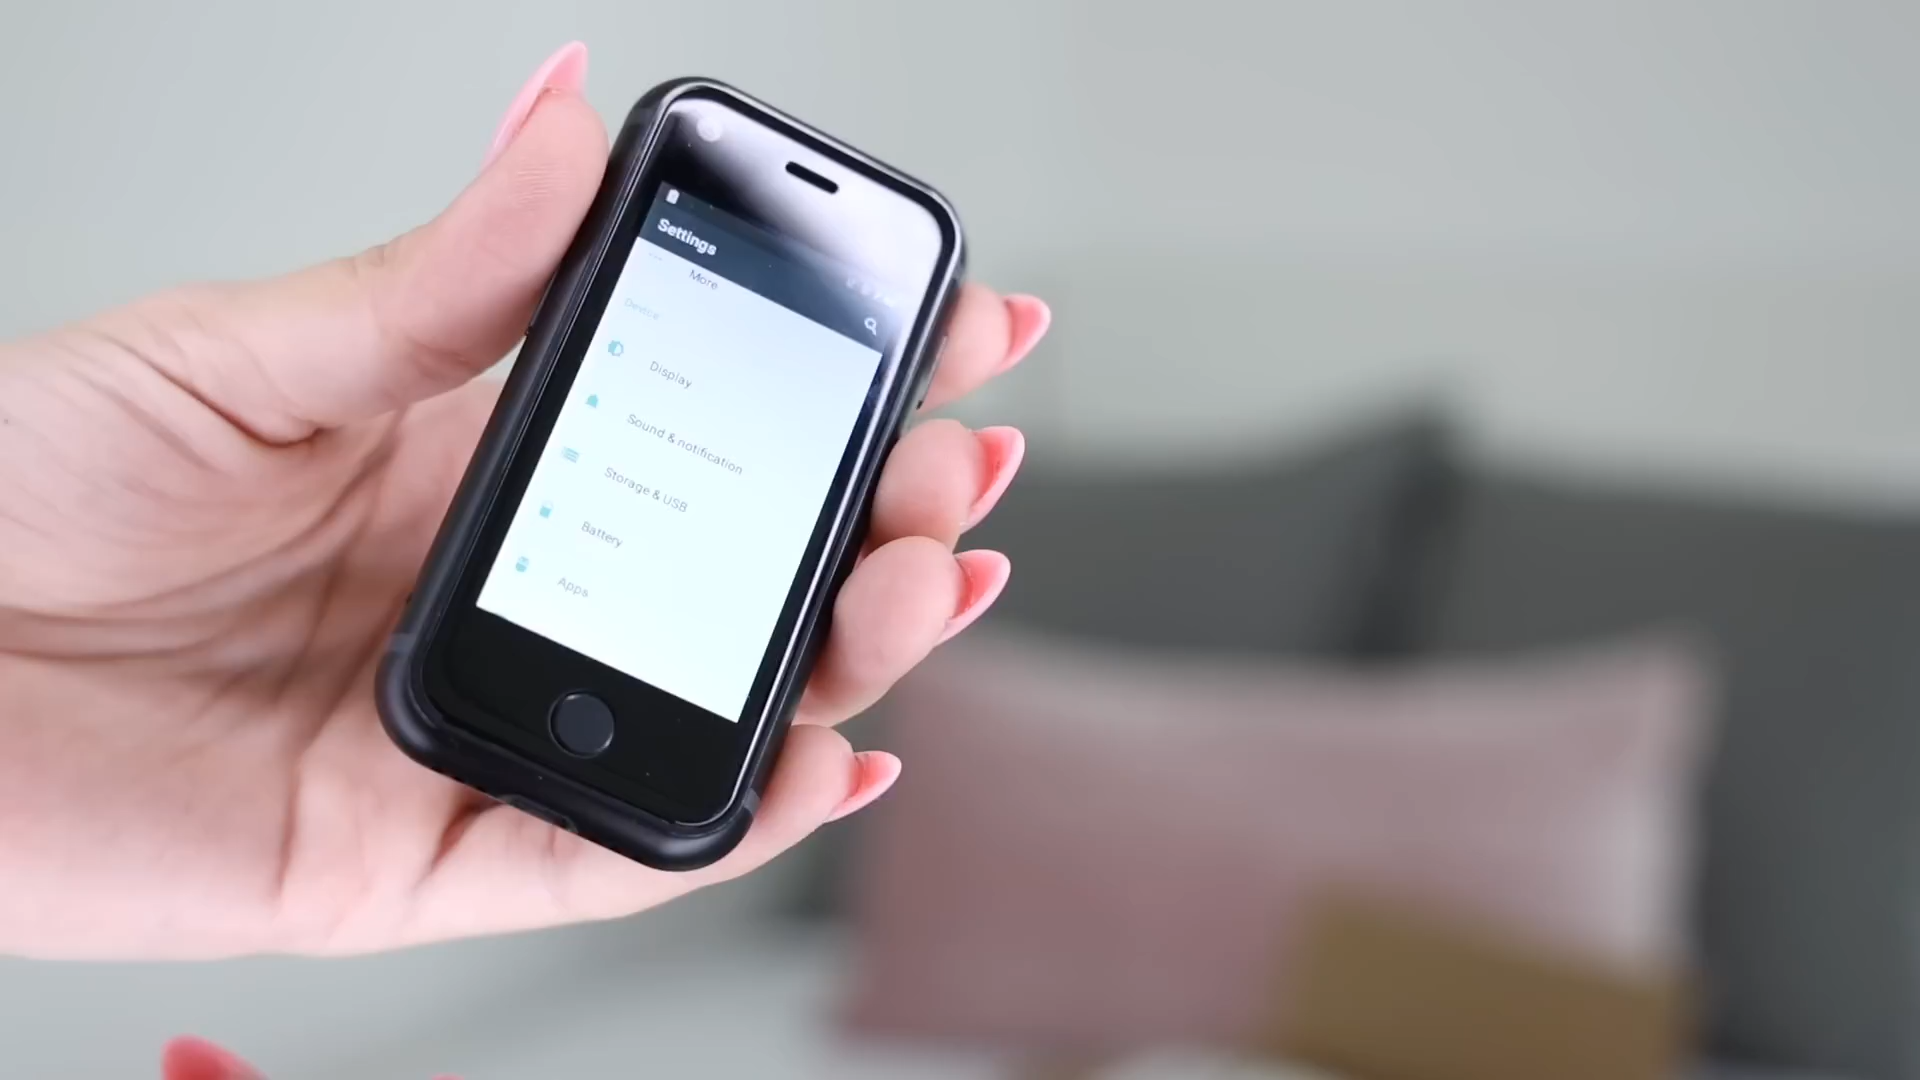 Settings
More
Device
Display
Sound & notification
Storage & USB
Battery
Apps